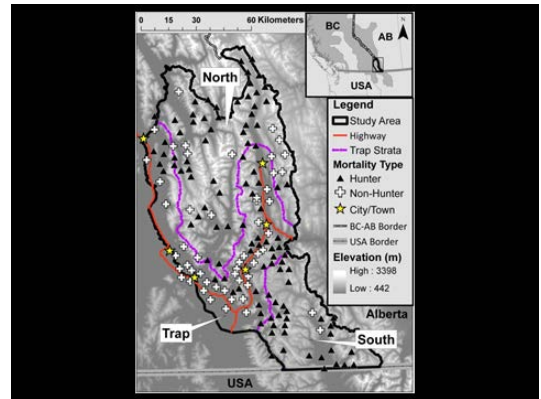 0 15 30 60 Kilometers
BC
AB
N
USA
North
Legend
Study Area
Highway
Trap Strata
Mortality Type
Hunter
Non-Hunter
City/Town
BC-AB Border
USA Border
Elevation (m)
High : 3398
Low : 442
Alberta
Trap
South
USA